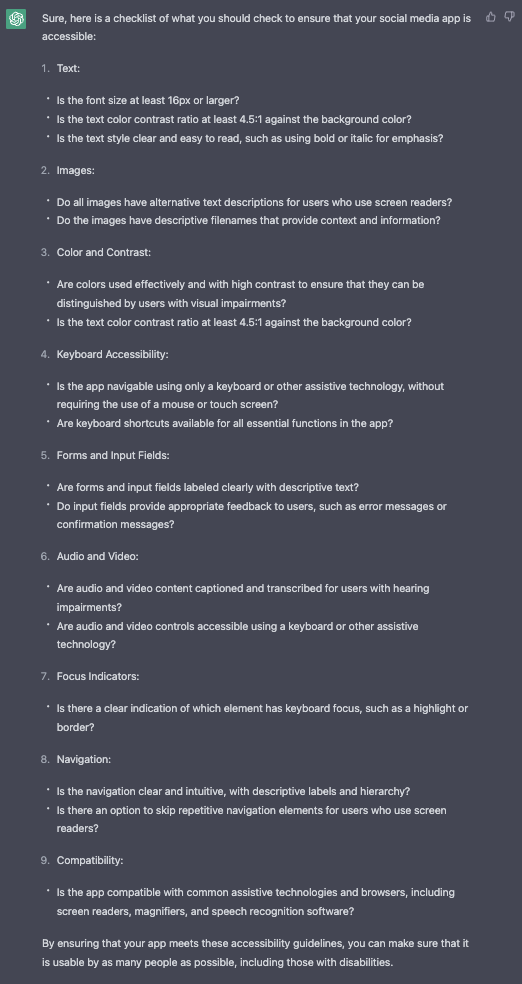 Sure, here is a checklist of what you should check to ensure that your social media app is
accessible:
1. Text:
• Is the font size at least 16px or larger?
• Is the text color contrast ratio at least 4.5:1 against the background color?
• Is the text style clear and easy to read, such as using bold or italic for emphasis?
2. Images:
• Do all images have alternative text descriptions for users who use screen readers?
• Do the images have descriptive filenames that provide context and information?
3. Color and Contrast:
• Are colors used effectively and with high contrast to ensure that they can be
distinguished by users with visual impairments?
• Is the text color contrast ratio at least 4.5:1 against the background color?
4. Keyboard Accessibility:
• Is the app navigable using only a keyboard or other assistive technology, without
requiring the use of a mouse or touch screen?
• Are keyboard shortcuts available for all essential functions in the app?
5. Forms and Input Fields:
• Are forms and input fields labeled clearly with descriptive text?
• Do input fields provide appropriate feedback to users, such as error messages or
confirmation messages?
6. Audio and Video:
• Are audio and video content captioned and transcribed for users with hearing
impairments?
• Are audio and video controls accessible using a keyboard or other assistive
technology?
7. Focus Indicators:
• Is there a clear indication of which element has keyboard focus, such as a highlight or
border?
8. Navigation:
• Is the navigation clear and intuitive, with descriptive labels and hierarchy?
• Is there an option to skip repetitive navigation elements for users who use screen
readers?
9. Compatibility:
• Is the app compatible with common assistive technologies and browsers, including
screen readers, magnifiers, and speech recognition software?
By ensuring that your app meets these accessibility guidelines, you can make sure that it
is usable by as many people as possible, including those with disabilities.